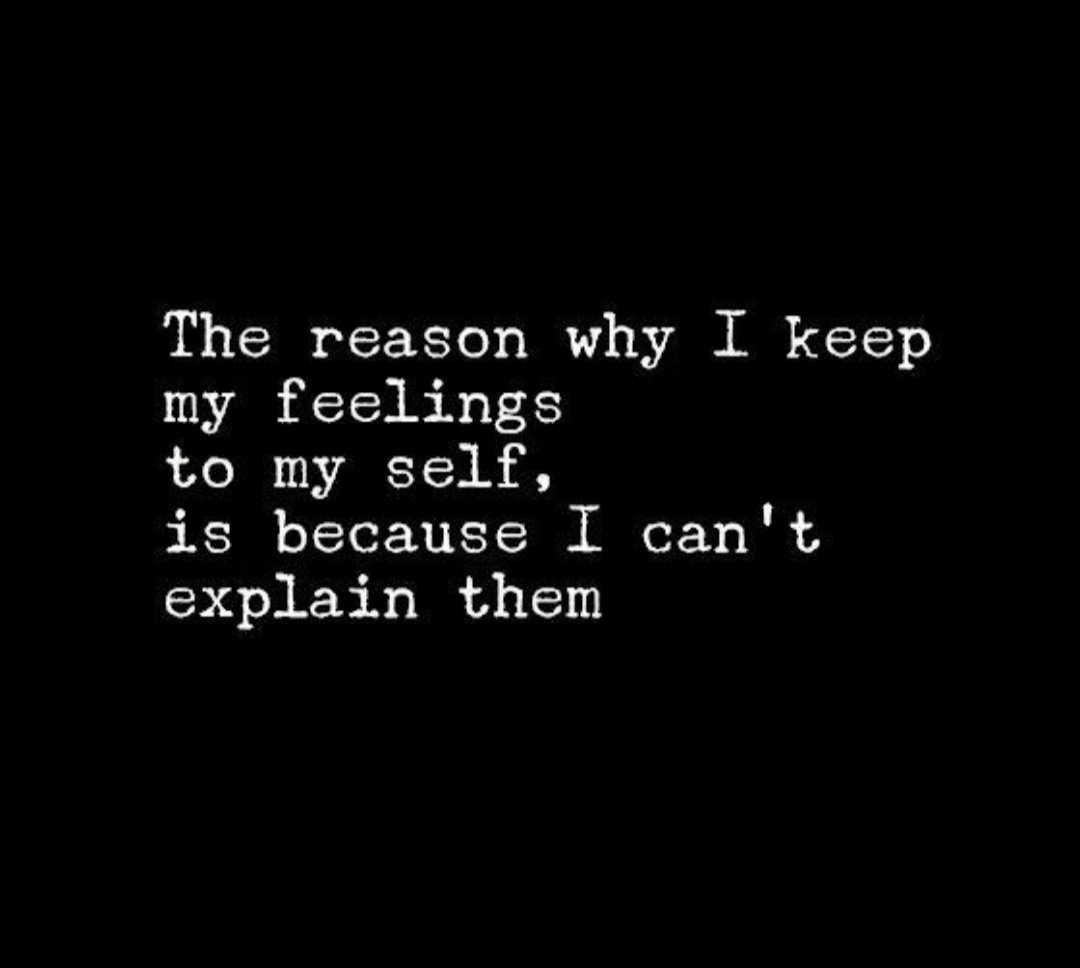 The reason why I keep
my feelings
to my self,
is because I can't
explain them